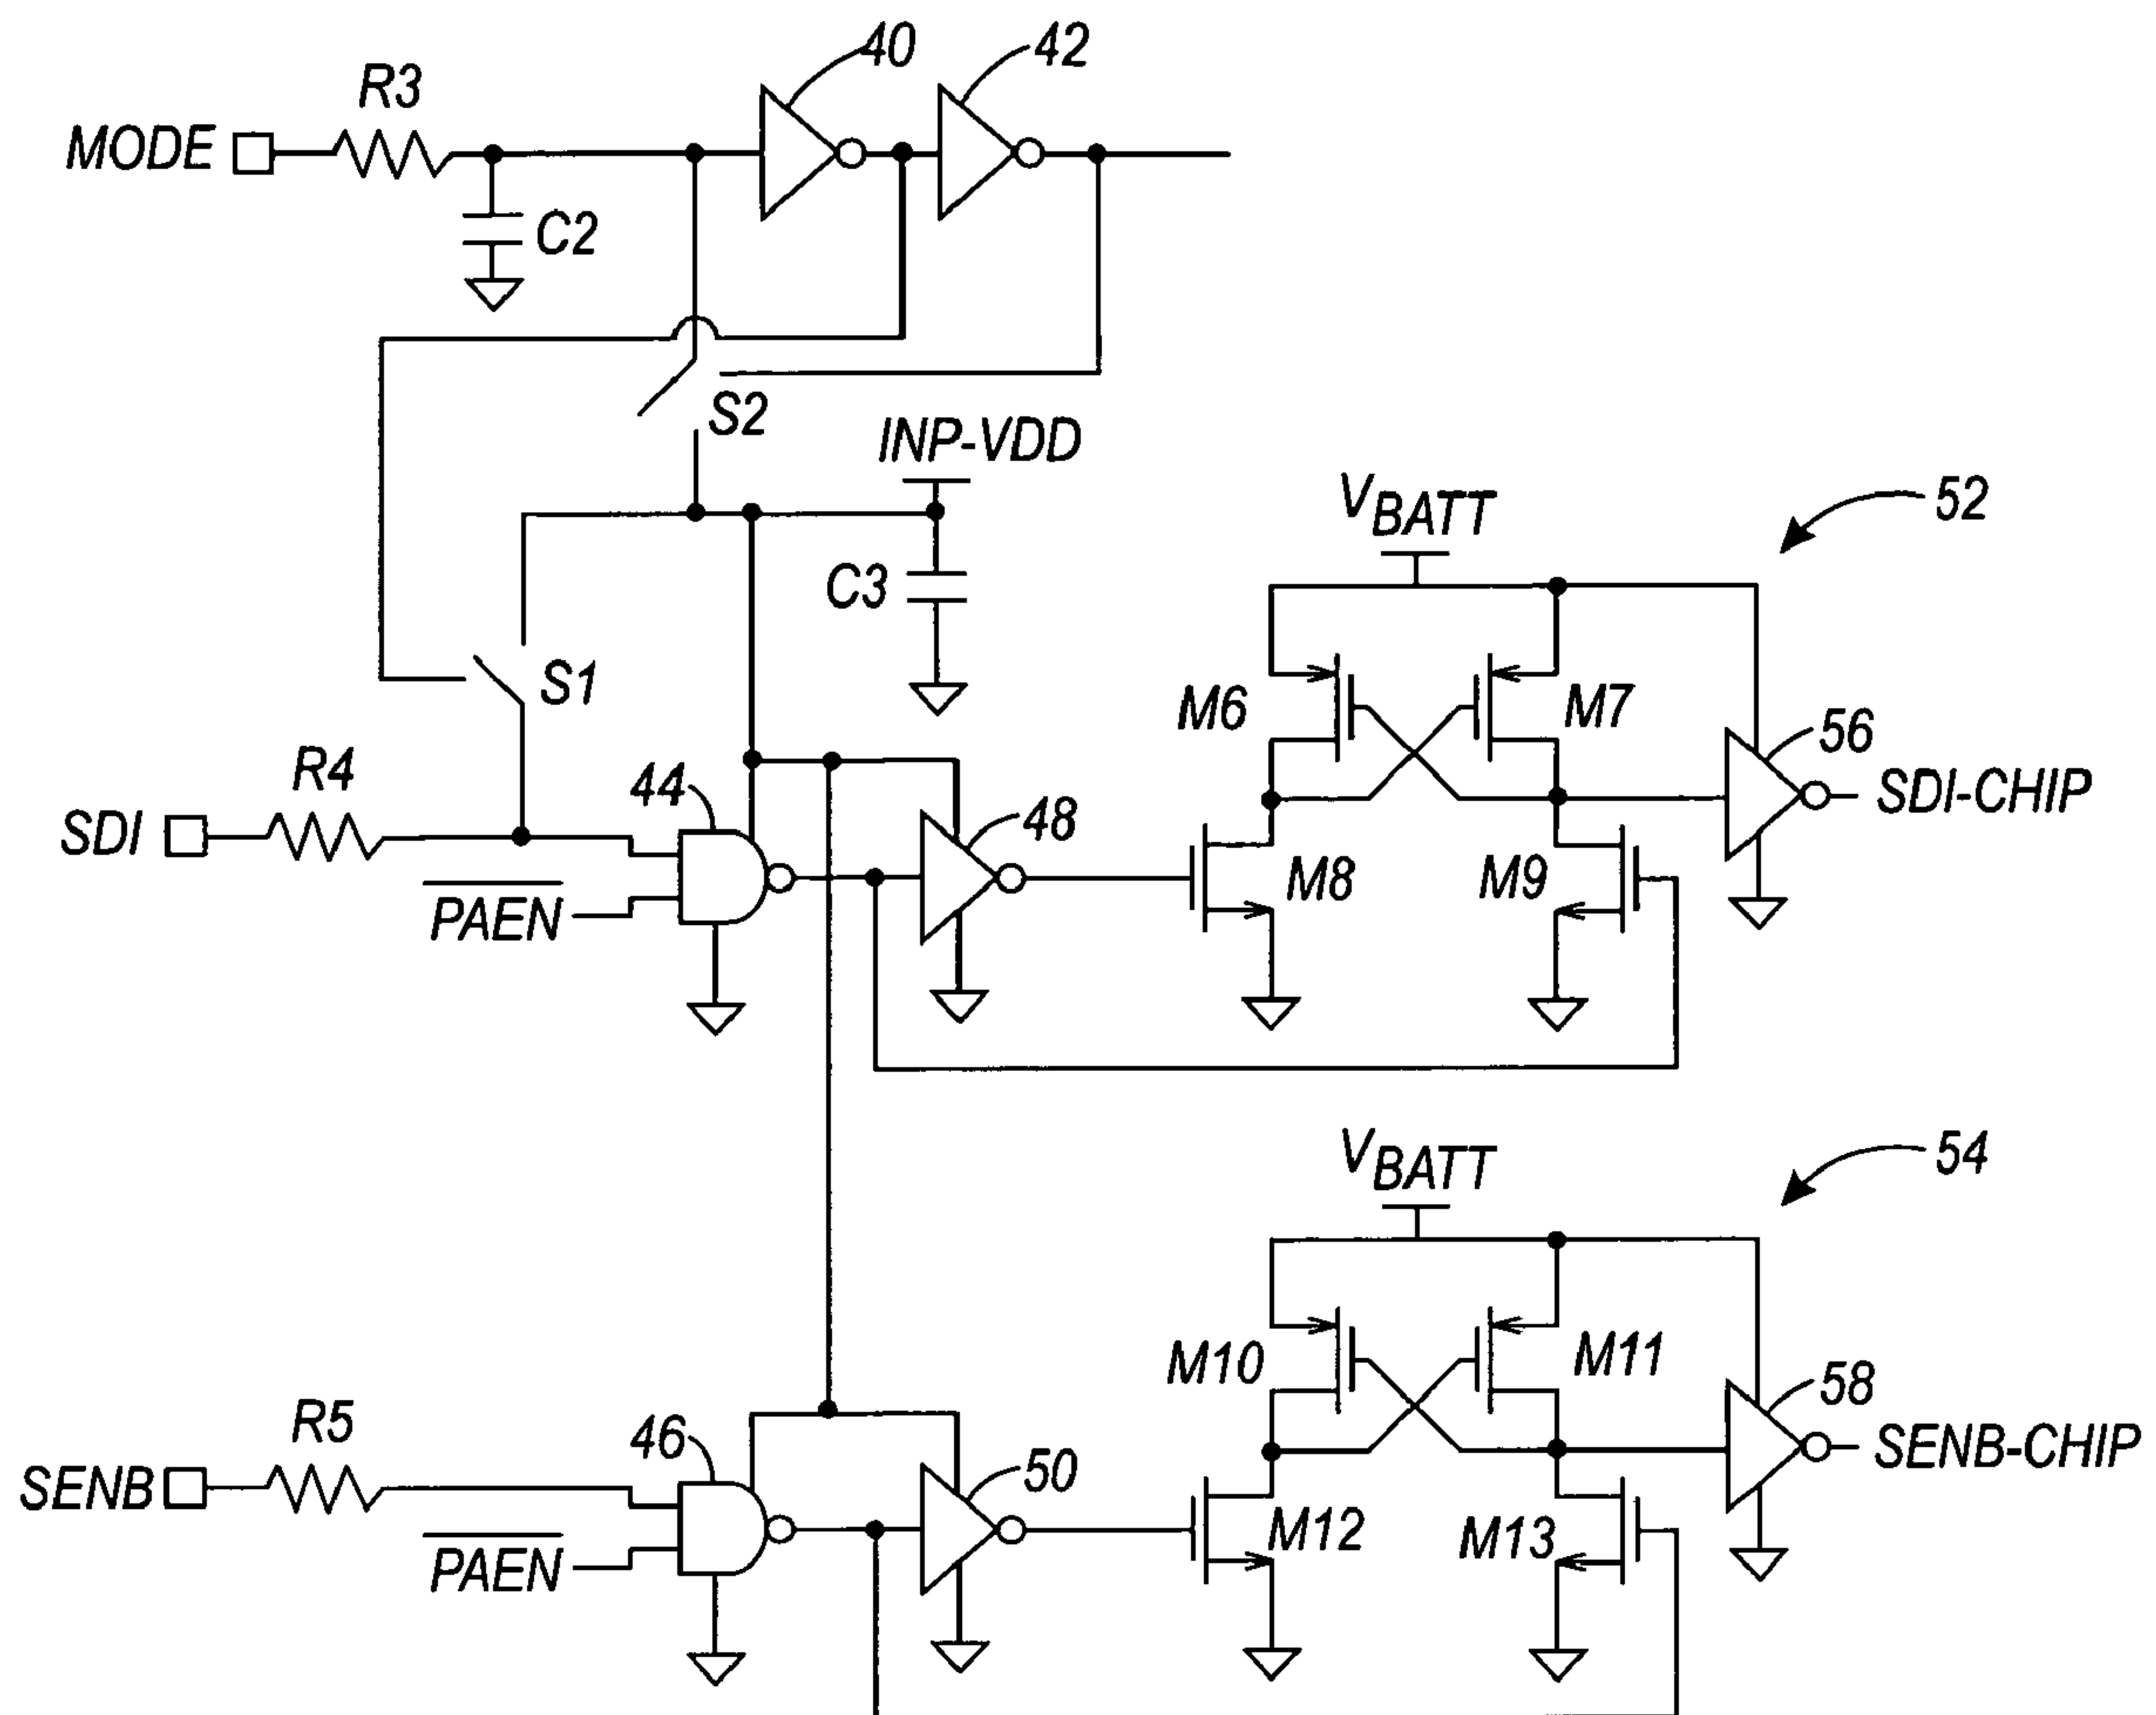 40
42
R3
MODE
C2
S2
INP-VDD
VBATT
52
C3
S1
M6
M7
56
R4
44
SDI-CHIP
48
SDI
M8
M9
PAEN
VBATT
54
M10
M11
58
R5
46
SENB-CHIP
50
SENB
M12
M13
PAEN